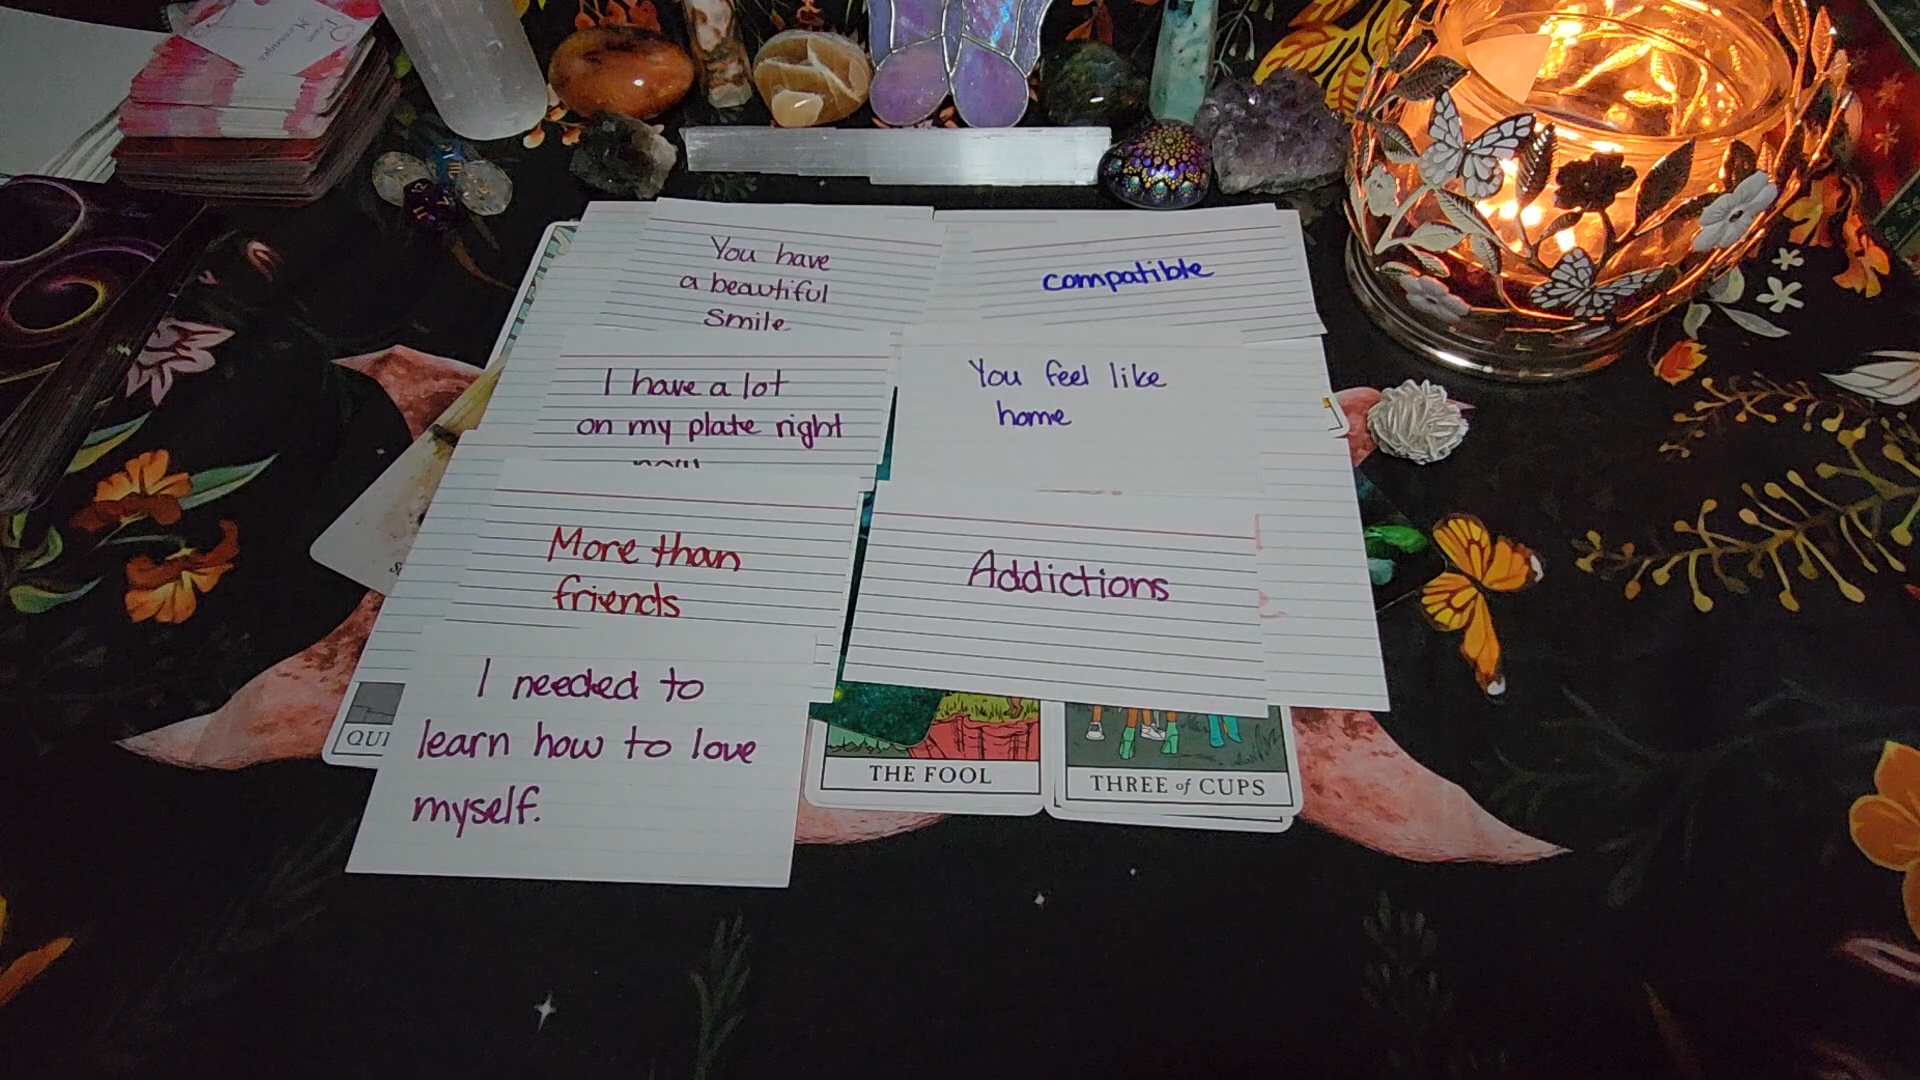 You have
a beautiful
Smile
compatible
I have a lot
on my plate right
You feel like
home
More than
friends
Addictions
I needed to
learn how to love
myself.
QU
THE FOOL
THREE of CUPS